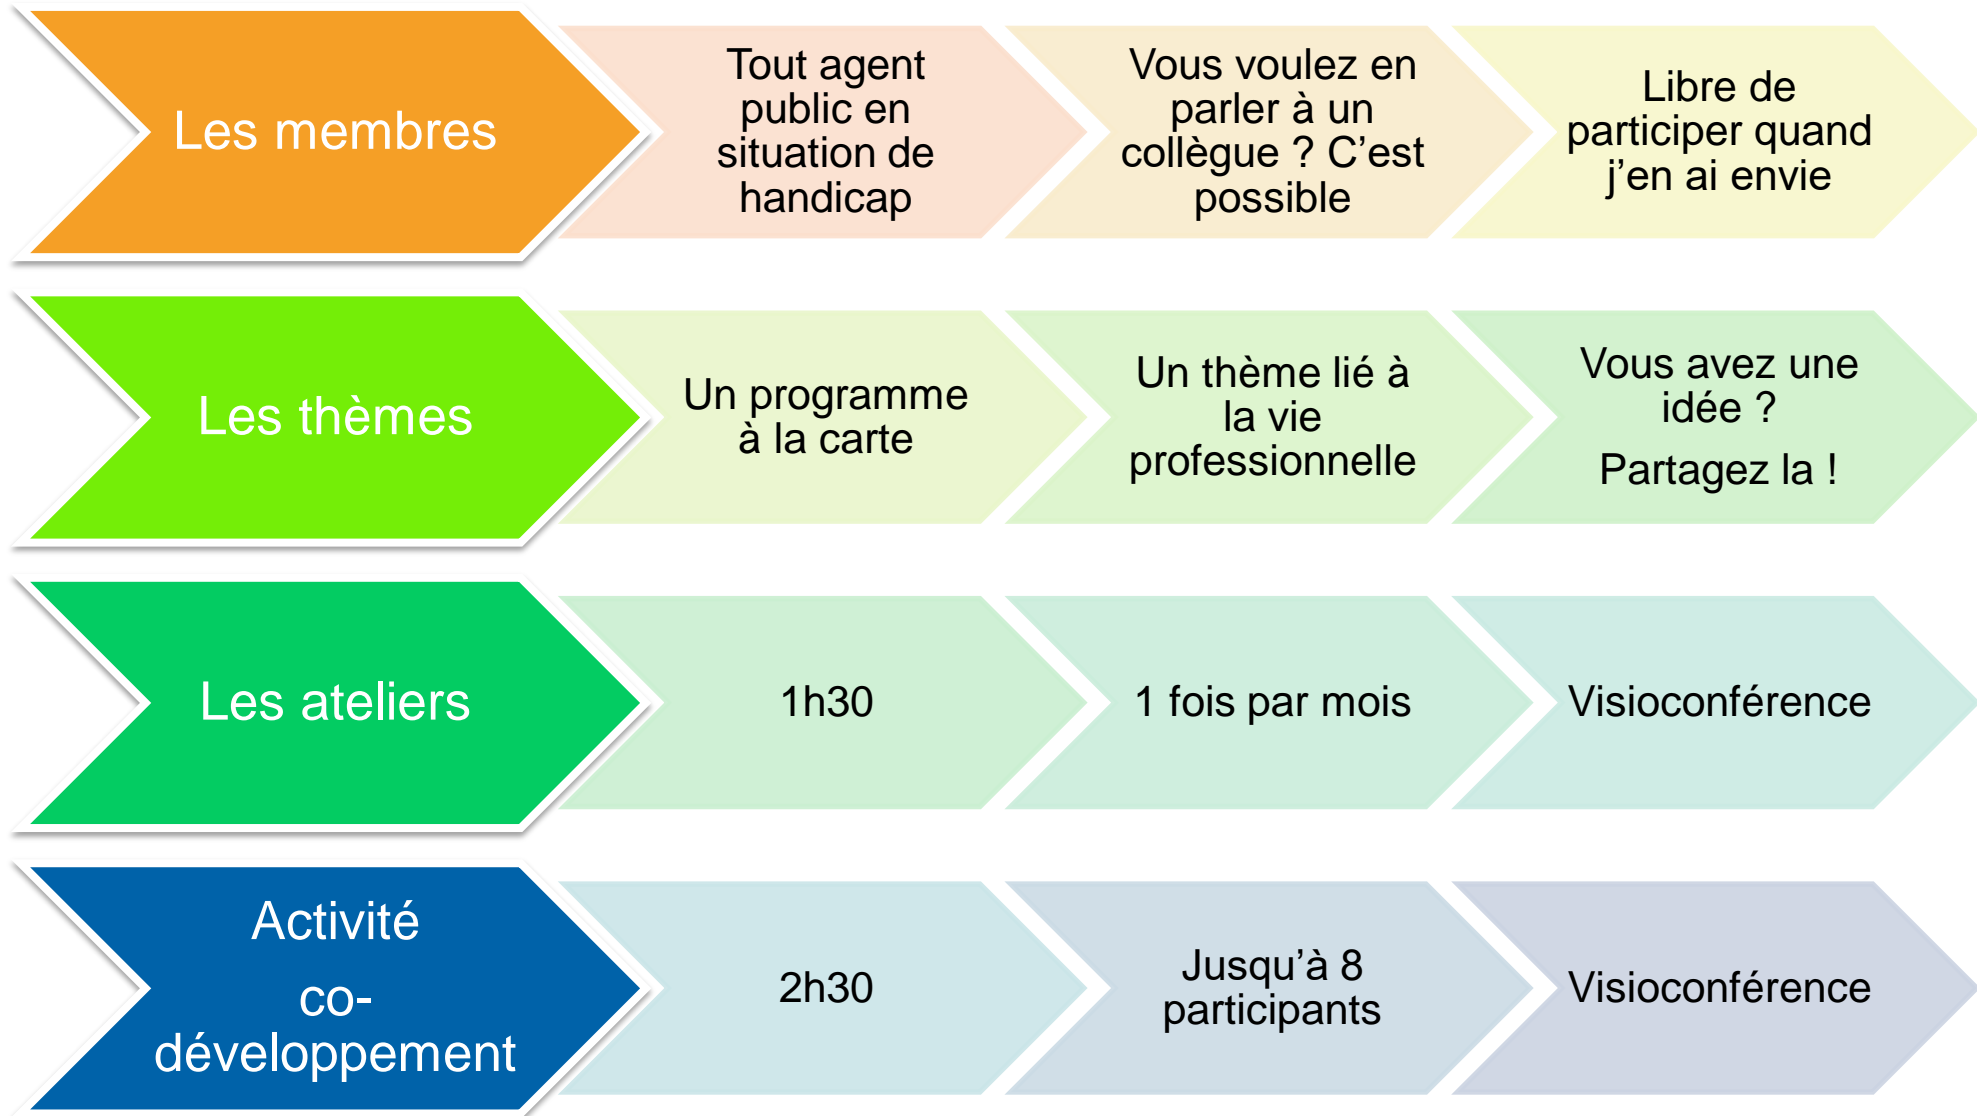 Les membres
Tout agent
public en
situation de
handicap
Vous voulez en
parler à un
collègue ? C’est
possible
Libre de
participer quand
j’en ai envie
Les thèmes
Un programme
à la carte
Un thème lié à
la vie
professionnelle
Vous avez une
idée ?
Partagez la !
Les ateliers
1h30
1 fois par mois
Visioconférence
Activité
co-
développement
2h30
Jusqu’à 8
participants
Visioconférence